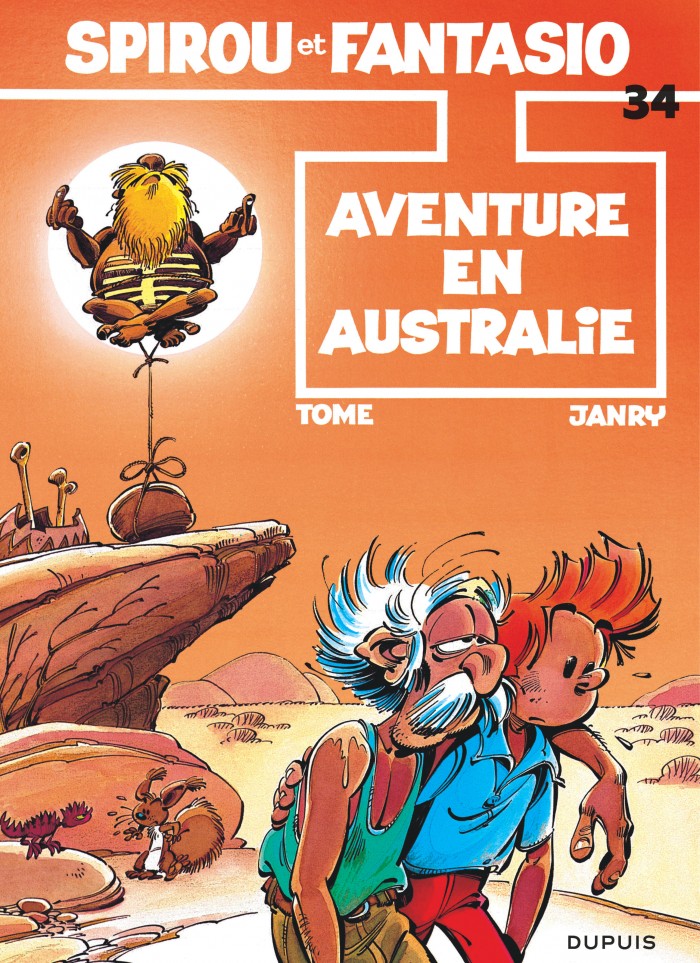 SPIROU et FANTASIO
34
AVENTURE
EN
AUSTRALiE
TOME JANRY
DUPUIS